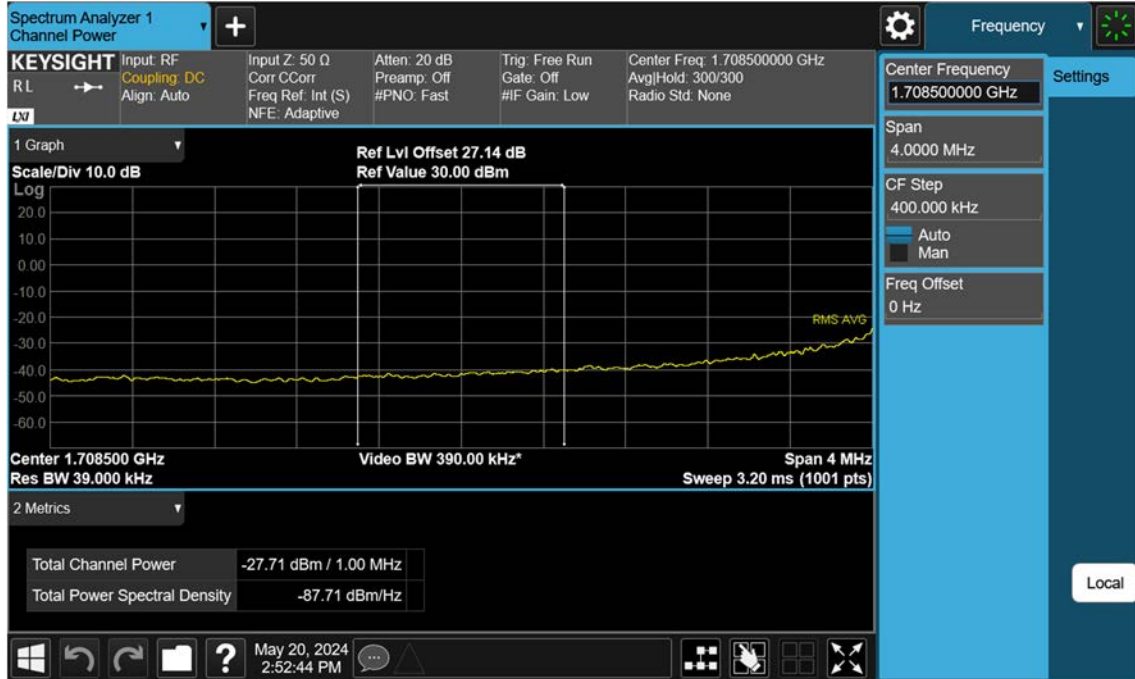 Spectrum Analyzer 1
Channel Power
Frequency
KEYSIGHT
R L
LXI
Input: RF
Coupling: DC
Align: Auto
Input Z: 50 Ω
Corr CCorr
Freq Ref: Int (S)
NFE: Adaptive
Atten: 20 dB
Preamp: Off
#PNO: Fast
Trig: Free Run
Gate: Off
#IF Gain: Low
Center Freq: 1.708500000 GHz
Avg|Hold: 300/300
Radio Std: None
Center Frequency
1.708500000 GHz
Settings
Span
4.0000 MHz
CF Step
400.000 kHz
Auto
Man
Freq Offset
0 Hz
Local
1 Graph
Scale/Div 10.0 dB
Ref Lvl Offset 27.14 dB
Ref Value 30.00 dBm
Log
20.0
10.0
0.00
-10.0
-20.0
-30.0
-40.0
-50.0
-60.0
RMS AVG
Center 1.708500 GHz
Video BW 390.00 kHz*
Span 4 MHz
Res BW 39.000 kHz
Sweep 3.20 ms (1001 pts)
2 Metrics
Total Channel Power -27.71 dBm / 1.00 MHz
Total Power Spectral Density -87.71 dBm/Hz
?
May 20, 2024
2:52:44 PM